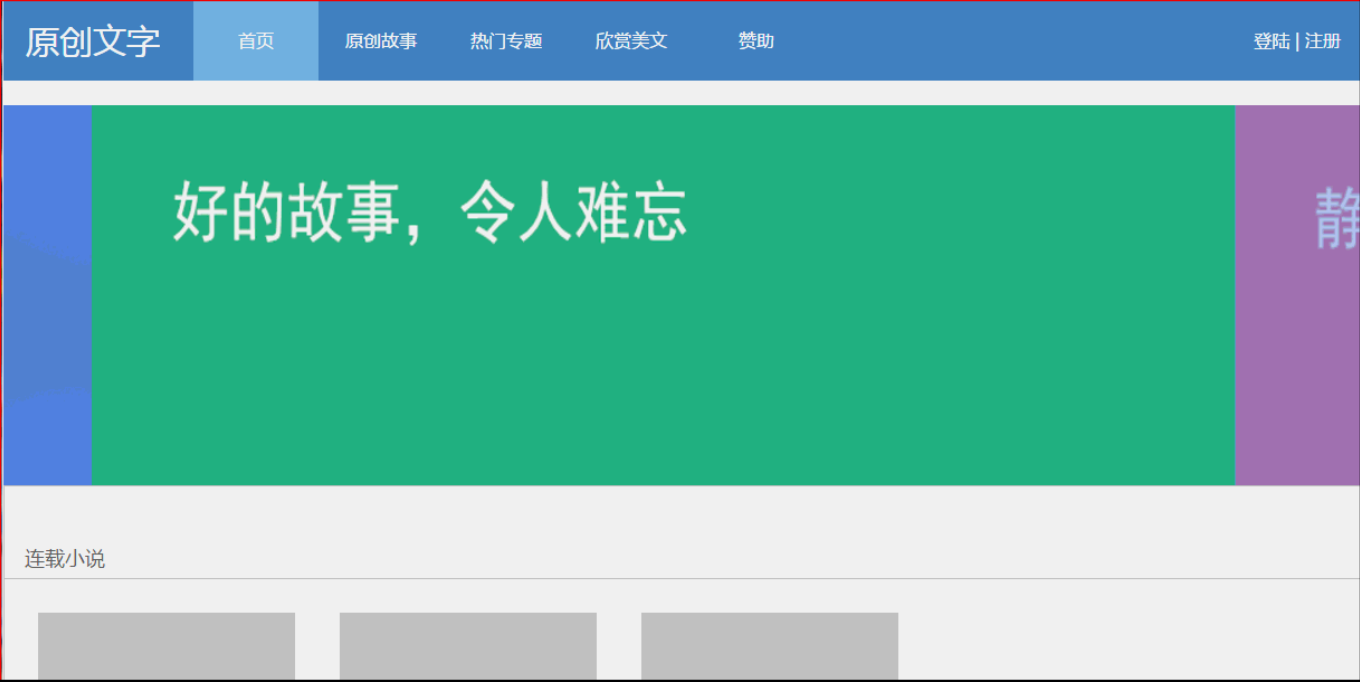 原创文字 首页 原创故事 热门专题 欣赏美文 赞助 登陆 | 注册
好的故事，令人难忘 静
连载小说